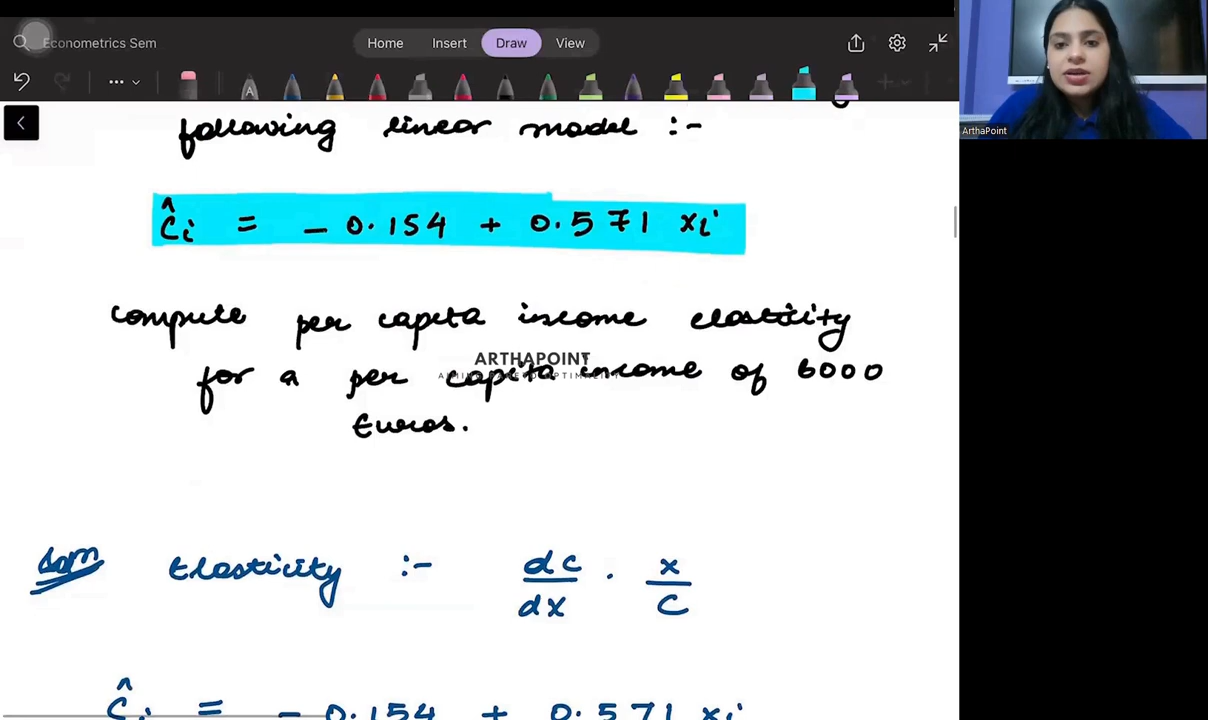 Econometrics Sem
Home Insert Draw View
ArthaPoint
following linear model :-
Ĉi = - 0.154 + 0.571 xi
compute per capita income elasticity
ARTHAPOINT
for a per capita income of 6000
Euros.
Soln Elasticity :- dC/dX . X/C
Ĉi = - 0.154 + 0.571 xi